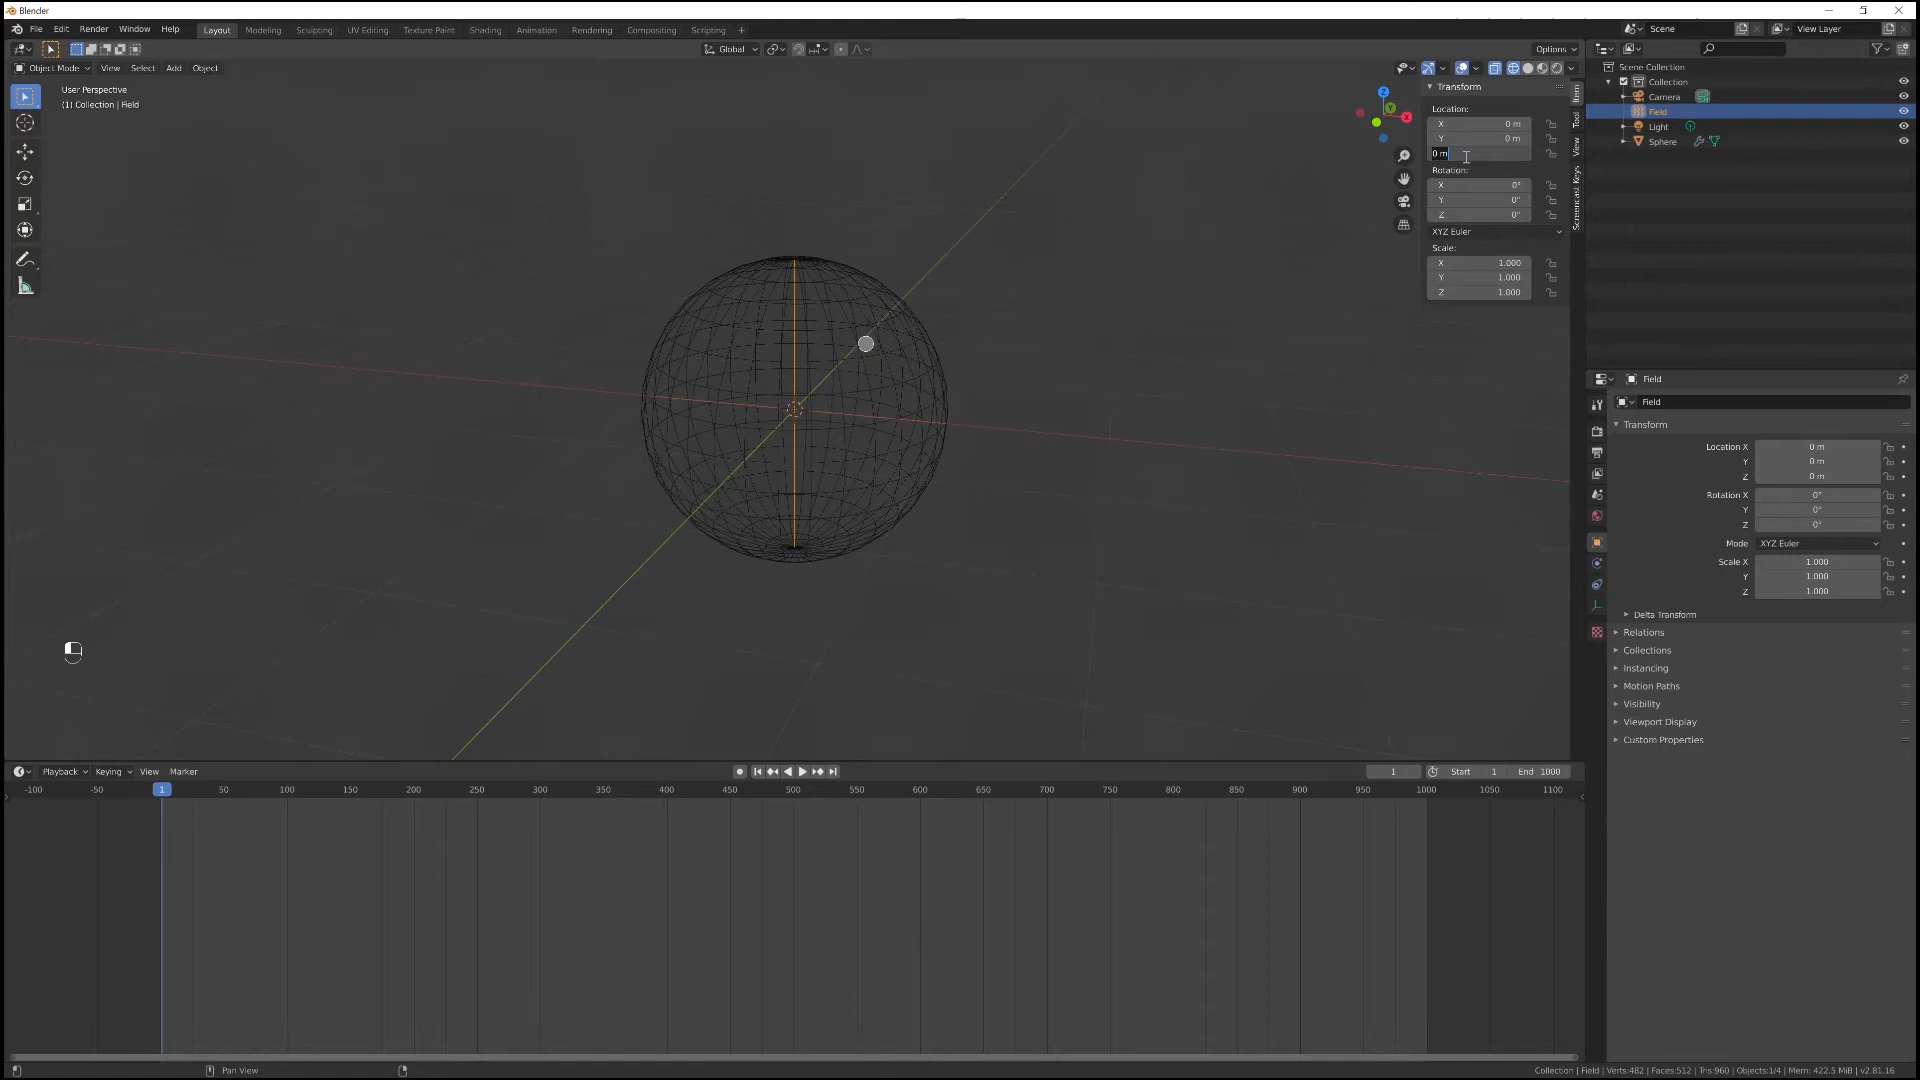 Blender
File Edit Render Window Help
Layout Modeling Sculpting UV Editing Texture Paint Shading Animation Rendering Compositing Scripting +
Scene
View Layer
Global
Options
Object Mode View Select Add Object
User Perspective
(1) Collection | Field
Z
Y
X
Transform
Location:
X 0 m
Y 0 m
0 m
Rotation:
X 0°
Y 0°
Z 0°
XYZ Euler
Scale:
X 1.000
Y 1.000
Z 1.000
Item
Tool
View
Screencast Keys
Scene Collection
Collection
Camera
Field
Light
Sphere
Field
Field
Transform
Location X 0 m
Y 0 m
Z 0 m
Rotation X 0°
Y 0°
Z 0°
Mode XYZ Euler
Scale X 1.000
Y 1.000
Z 1.000
Delta Transform
Relations
Collections
Instancing
Motion Paths
Visibility
Viewport Display
Custom Properties
Playback Keying View Marker
1
Start 1
End 1000
-100 -50 1 50 100 150 200 250 300 350 400 450 500 550 600 650 700 750 800 850 900 950 1000 1050 1100
Pan View
Collection | Field | Verts:482 | Faces:512 | Tris:960 | Objects:1/4 | Mem: 422.5 MiB | v2.81.16